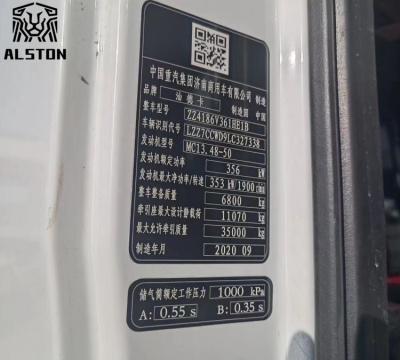 ALSTON
中国重汽集团济南商用车有限公司 制造
品牌 汕德卡 制造国 中国
整车型号 ZZ4186V361HE1B
车辆识别代号 LZZ7CCWD9LC327338
发动机型号 MC13.48-50
发动机额定功率 356 kW
发动机最大净功率/转速 353 kW/1900 r/min
整车整备质量 6800 kg
牵引座最大设计静载荷 11070 kg
最大允许牵引质量 35000 kg
制造年月 2020 09
储气筒额定工作压力 1000 kPa
A: 0.55 s B: 0.35 s